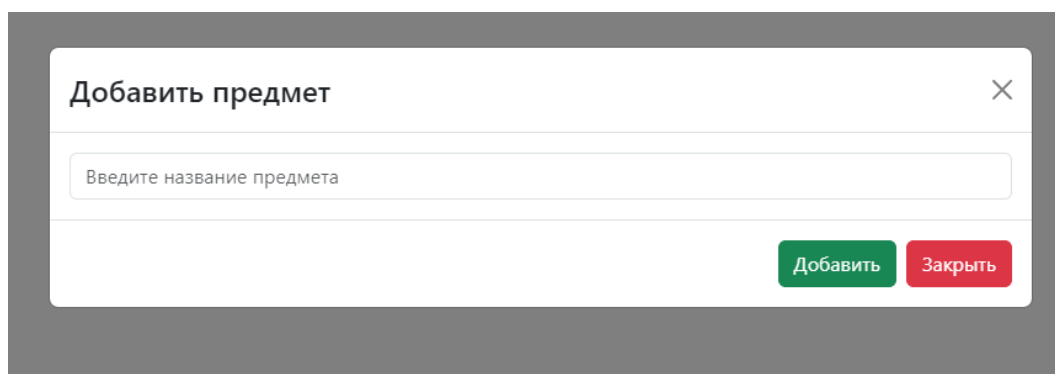 Добавить предмет
Введите название предмета
Добавить Закрыть